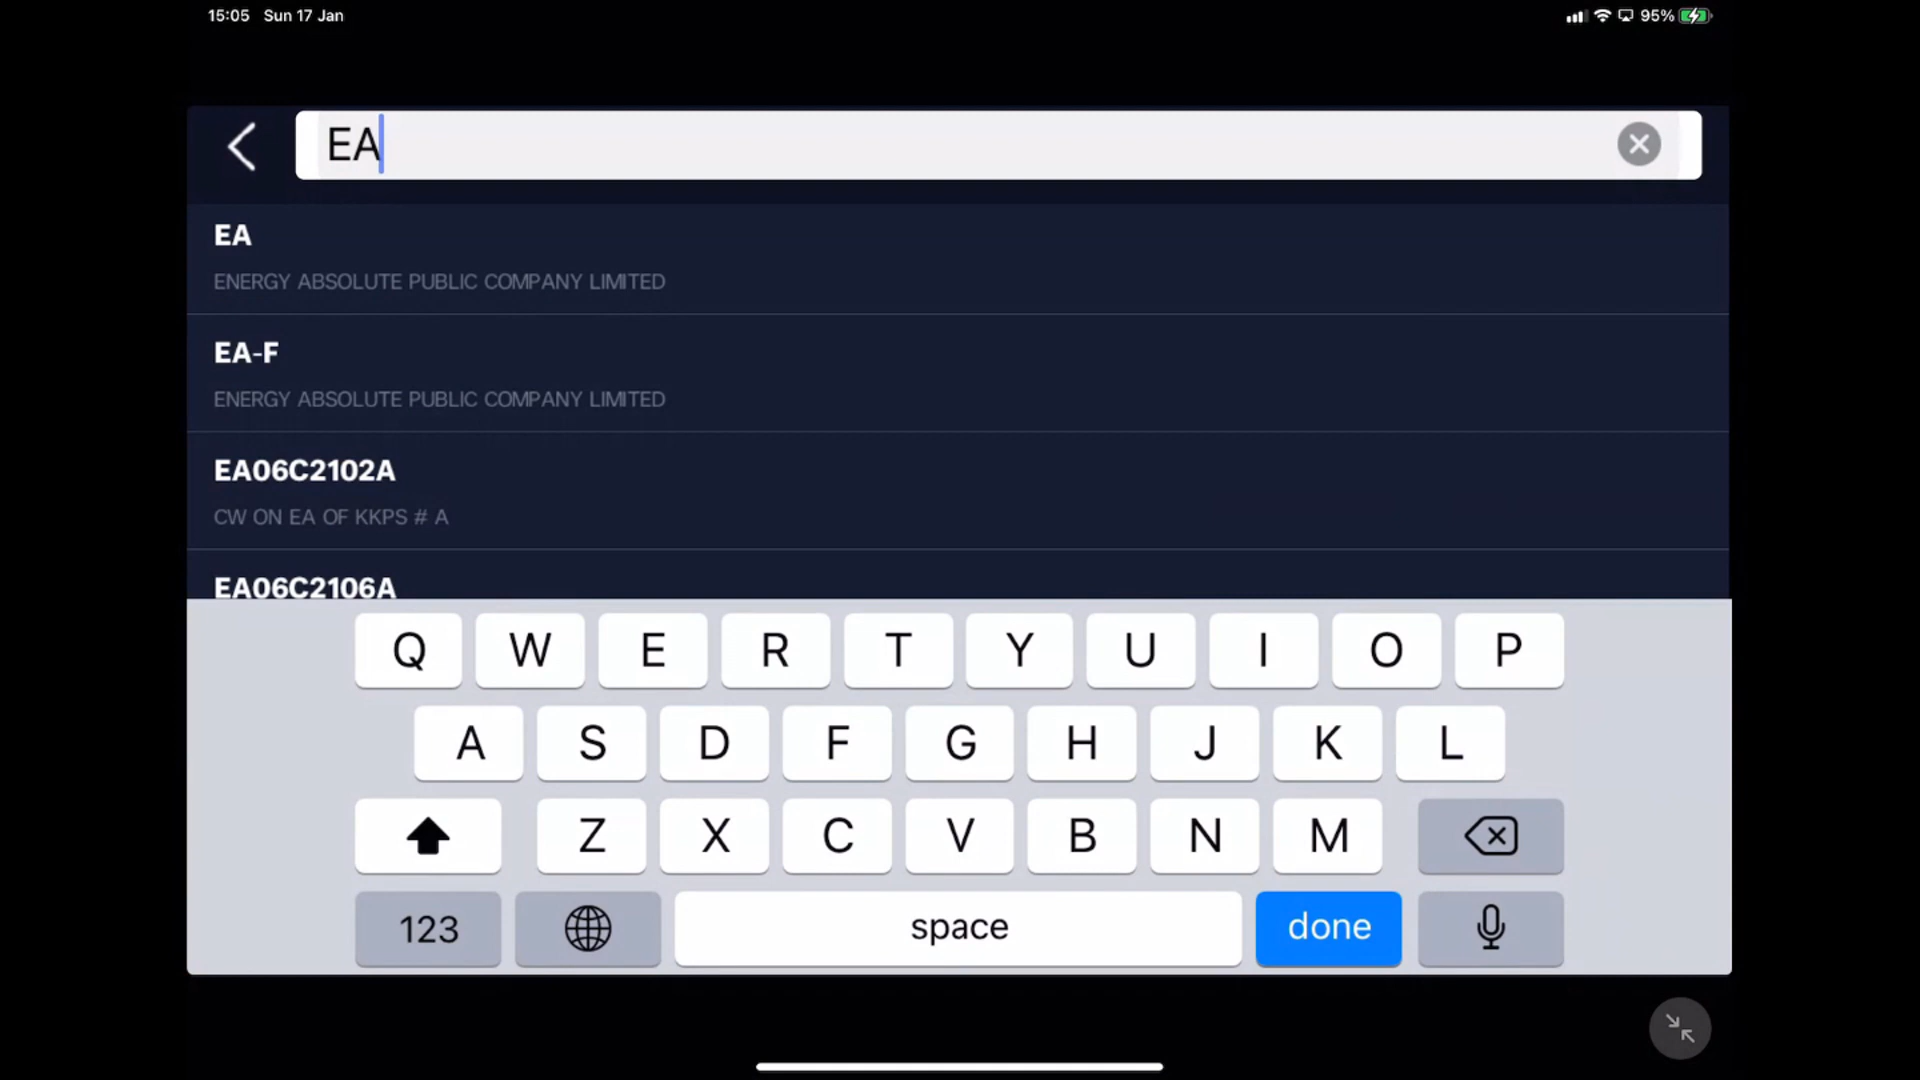 15:05 Sun 17 Jan
95%
EA
EA
ENERGY ABSOLUTE PUBLIC COMPANY LIMITED
EA-F
ENERGY ABSOLUTE PUBLIC COMPANY LIMITED
EA06C2102A
CW ON EA OF KKPS # A
EA06C2106A
Q W E R T Y U I O P
A S D F G H J K L
Z X C V B N M
123 space done